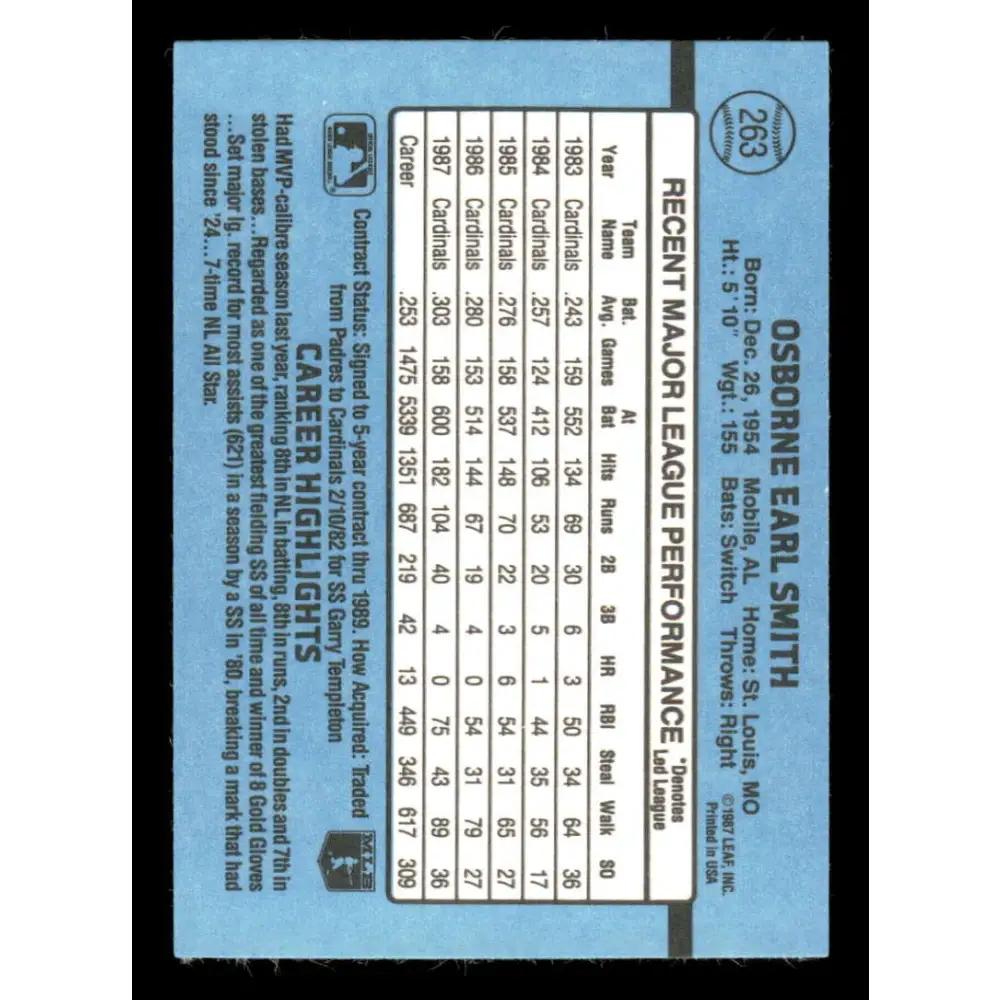 263
OSBORNE EARL SMITH
Born: Dec. 26, 1954 Mobile, AL Home: St. Louis, MO
Ht.: 5'10" Wgt.: 155 Bats: Switch Throws: Right
©1987 LEAF, INC.
Printed in USA
RECENT MAJOR LEAGUE PERFORMANCE *Denotes Led League
Year Team Name Bat. Avg. Games At Bat Hits Runs 2B 3B HR RBI Steal Walk SO
1983 Cardinals .243 159 552 134 69 30 6 3 50 34 64 36
1984 Cardinals .257 124 412 106 53 20 5 1 44 35 56 17
1985 Cardinals .276 158 537 148 70 22 3 6 54 31 65 27
1986 Cardinals .280 153 514 144 67 19 4 0 54 31 79 27
1987 Cardinals .303 158 600 182 104 40 4 0 75 43 89 36
Career .253 1475 5339 1351 687 219 42 13 449 346 617 309
Contract Status: Signed to 5-year contract thru 1989. How Acquired: Traded
from Padres to Cardinals 2/10/82 for SS Garry Templeton
MLB
CAREER HIGHLIGHTS
Had MVP-calibre season last year, ranking 8th in NL in batting, 8th in runs, 2nd in doubles and 7th in
stolen bases...Regarded as one of the greatest fielding SS of all time and winner of 8 Gold Gloves
...Set major lg. record for most assists (621) in a season by a SS in '80, breaking a mark that had
stood since '24...7-time NL All Star.